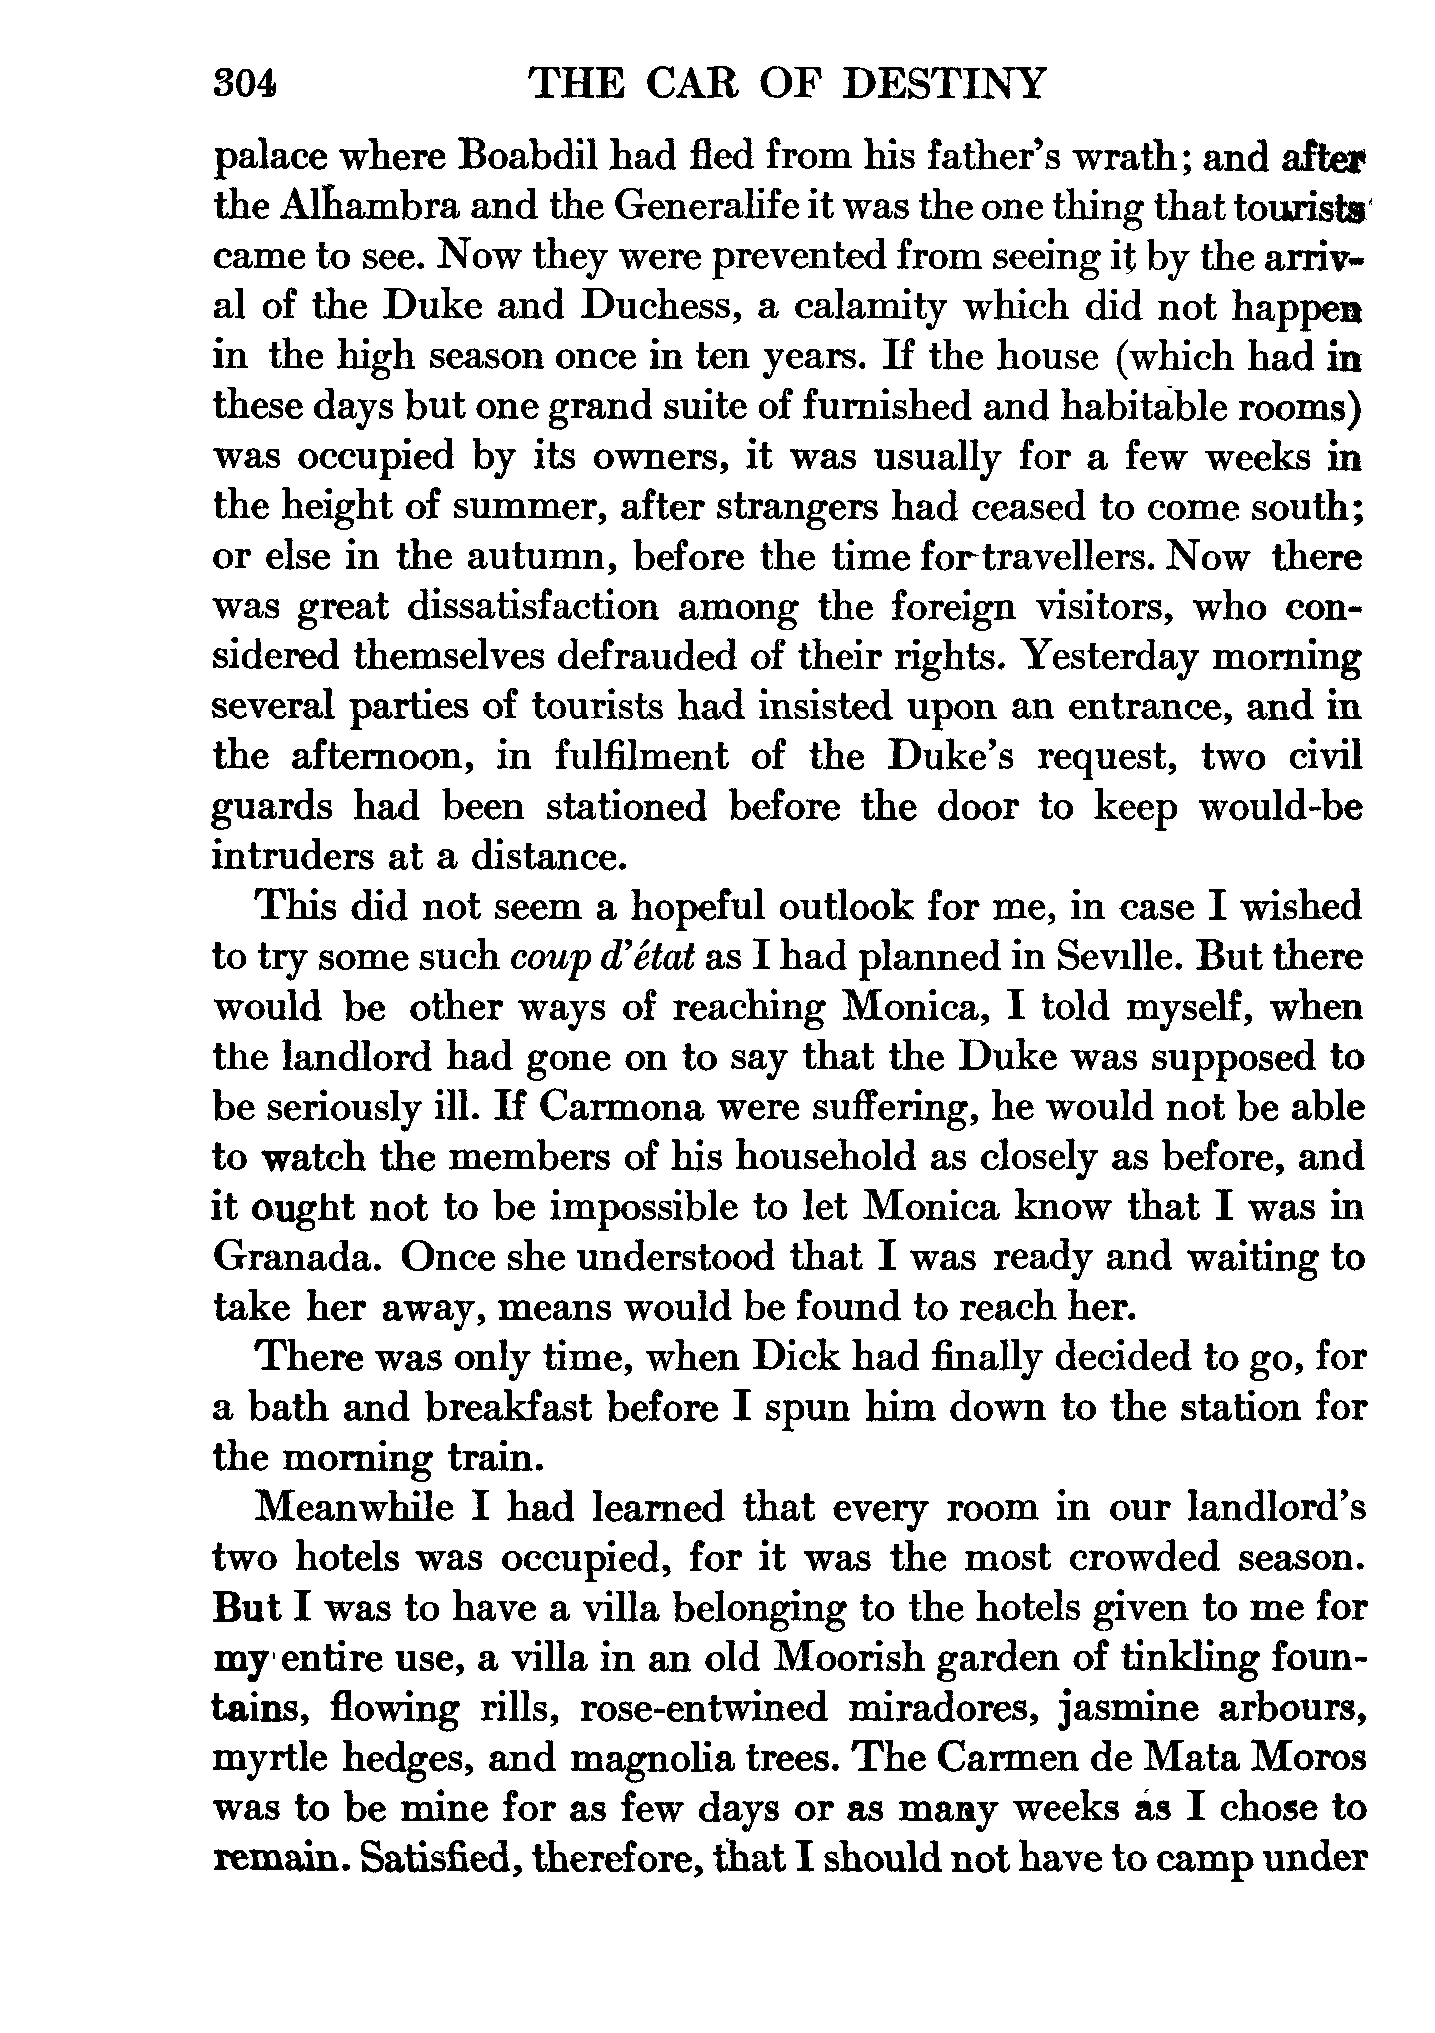 304 THE CAR OF DESTINY
palace where Boabdil had fled from his father's wrath; and after
the Alhambra and the Generalife it was the one thing that tourists
came to see. Now they were prevented from seeing it by the arriv-
al of the Duke and Duchess, a calamity which did not happen
in the high season once in ten years. If the house (which had in
these days but one grand suite of furnished and habitable rooms)
was occupied by its owners, it was usually for a few weeks in
the height of summer, after strangers had ceased to come south;
or else in the autumn, before the time for travellers. Now there
was great dissatisfaction among the foreign visitors, who con-
sidered themselves defrauded of their rights. Yesterday morning
several parties of tourists had insisted upon an entrance, and in
the afternoon, in fulfilment of the Duke's request, two civil
guards had been stationed before the door to keep would-be
intruders at a distance.
This did not seem a hopeful outlook for me, in case I wished
to try some such coup d'état as I had planned in Seville. But there
would be other ways of reaching Monica, I told myself, when
the landlord had gone on to say that the Duke was supposed to
be seriously ill. If Carmona were suffering, he would not be able
to watch the members of his household as closely as before, and
it ought not to be impossible to let Monica know that I was in
Granada. Once she understood that I was ready and waiting to
take her away, means would be found to reach her.
There was only time, when Dick had finally decided to go, for
a bath and breakfast before I spun him down to the station for
the morning train.
Meanwhile I had learned that every room in our landlord's
two hotels was occupied, for it was the most crowded season.
But I was to have a villa belonging to the hotels given to me for
my entire use, a villa in an old Moorish garden of tinkling foun-
tains, flowing rills, rose-entwined miradores, jasmine arbours,
myrtle hedges, and magnolia trees. The Carmen de Mata Moros
was to be mine for as few days or as many weeks as I chose to
remain. Satisfied, therefore, that I should not have to camp under